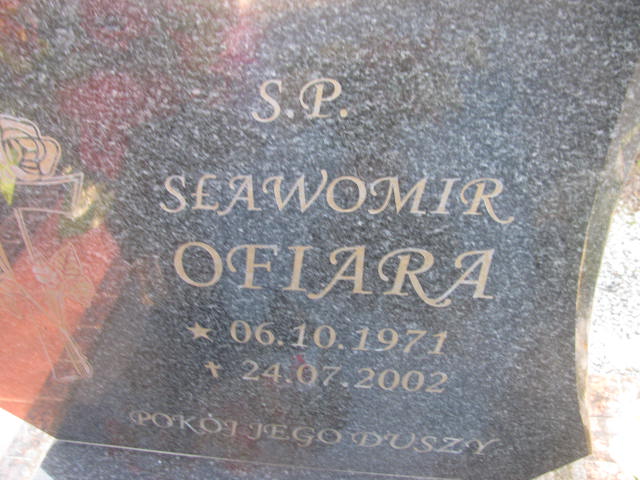 S.P.
SŁAWOMIR
OFIARA
★ 06.10.1971
✝ 24.07.2002
POKÓJ JEGO DUSZY